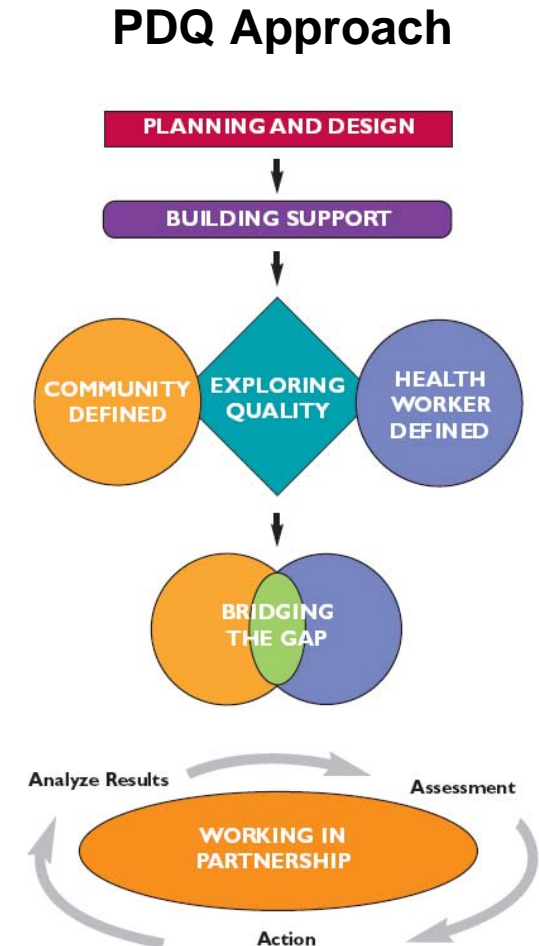 PDQ Approach
PLANNING AND DESIGN
BUILDING SUPPORT
COMMUNITY
DEFINED
EXPLORING
QUALITY
HEALTH
WORKER
DEFINED
BRIDGING
THE GAP
Analyze Results
Assessment
WORKING IN
PARTNERSHIP
Action